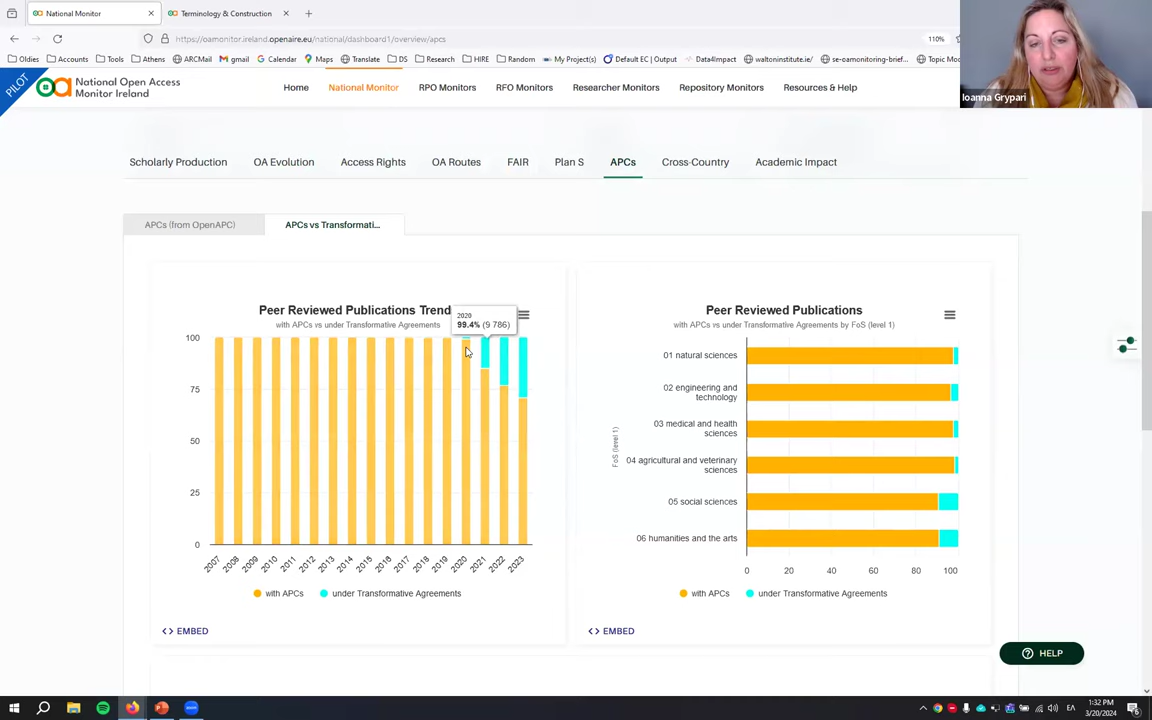 National Monitor
Terminology & Construction
https://oamonitor.ireland.openaire.eu/national/dashboard1/overview/apcs
110%
Oldies
Accounts
Tools
Athens
ARCMail
gmail
Calendar
Maps
Translate
DS
Research
HIRE
Random
My Project(s)
Default EC | Output
Data4Impact
waltoninstitute.ie/
se-oamonitoring-brief...
Topic Mod
PILOT
National Open Access
Monitor Ireland
Home
National Monitor
RPO Monitors
RFO Monitors
Researcher Monitors
Repository Monitors
Resources & Help
Ioanna Grypari
Scholarly Production
OA Evolution
Access Rights
OA Routes
FAIR
Plan S
APCs
Cross-Country
Academic Impact
APCs (from OpenAPC)
APCs vs Transformati...
Peer Reviewed Publications Trend
with APCs vs under Transformative Agreements
2020
99.4% (9 786)
100
75
50
25
0
2007
2008
2009
2010
2011
2012
2013
2014
2015
2016
2017
2018
2019
2020
2021
2022
2023
with APCs
under Transformative Agreements
EMBED
Peer Reviewed Publications
with APCs vs under Transformative Agreements by FoS (level 1)
FoS (level 1)
01 natural sciences
02 engineering and
technology
03 medical and health
sciences
04 agricultural and veterinary
sciences
05 social sciences
06 humanities and the arts
0
20
40
60
80
100
with APCs
under Transformative Agreements
EMBED
HELP
ΕΛ
1:32 PM
3/20/2024